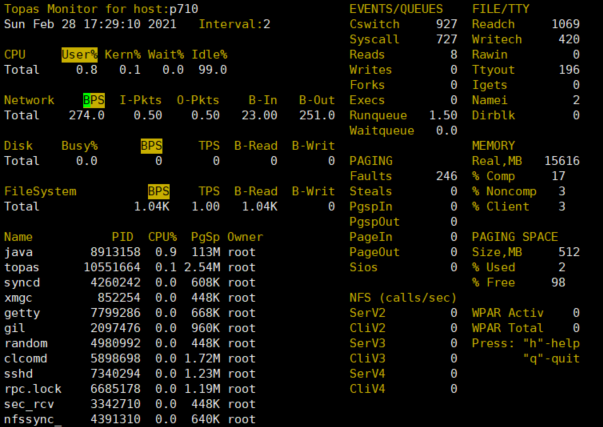 Topas Monitor for host:p710 EVENTS/QUEUES FILE/TTY
Sun Feb 28 17:29:10 2021 Interval:2 Cswitch 927 Readch 1069
Syscall 727 Writech 420
CPU User% Kern% Wait% Idle% Reads 8 Rawin 0
Total 0.8 0.1 0.0 99.0 Writes 0 Ttyout 196
Forks 0 Igets 0
Network BPS I-Pkts O-Pkts B-In B-Out Execs 0 Namei 2
Total 274.0 0.50 0.50 23.00 251.0 Runqueue 1.50 Dirblk 0
Waitqueue 0.0
Disk Busy% BPS TPS B-Read B-Writ MEMORY
Total 0.0 0 0 0 0 PAGING Real,MB 15616
Faults 246 % Comp 17
FileSystem BPS TPS B-Read B-Writ Steals 0 % Noncomp 3
Total 1.04K 1.00 1.04K 0 PgspIn 0 % Client 3
PgspOut 0
Name PID CPU% PgSp Owner PageIn 0 PAGING SPACE
java 8913158 0.9 113M root PageOut 0 Size,MB 512
topas 10551664 0.1 2.54M root Sios 0 % Used 2
syncd 4260242 0.0 608K root % Free 98
xmgc 852254 0.0 448K root NFS (calls/sec)
getty 7799286 0.0 668K root SerV2 0 WPAR Activ 0
gil 2097476 0.0 960K root CliV2 0 WPAR Total 0
random 4980992 0.0 448K root SerV3 0 Press: "h"-help
clcomd 5898698 0.0 1.72M root CliV3 0 "q"-quit
sshd 7340294 0.0 1.23M root SerV4 0
rpc.lock 6685178 0.0 1.19M root CliV4 0
sec_rcv 3342710 0.0 448K root
nfssync_ 4391310 0.0 640K root